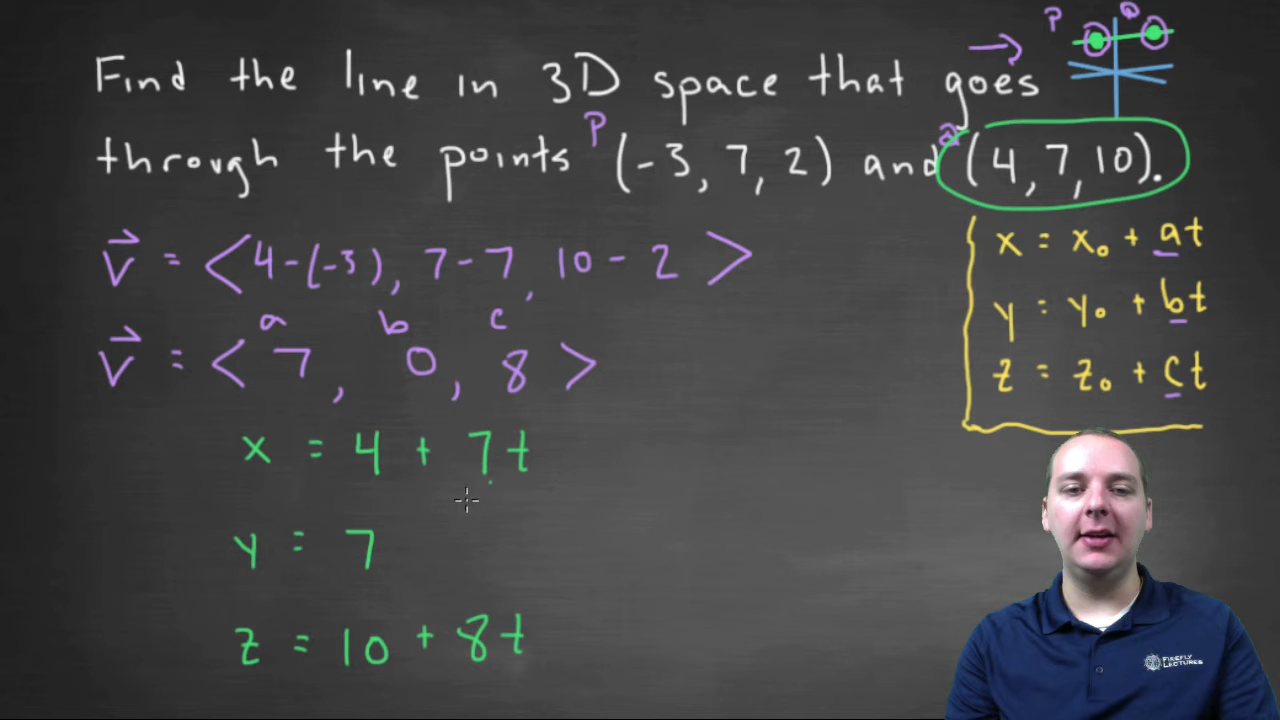 P Q
Find the line in 3D space that goes
through the points P (-3, 7, 2) and Q (4, 7, 10).
v⃗ = <4-(-3), 7-7, 10-2>
a b c
v⃗ = <7, 0, 8>
x = 4 + 7t
y = 7
z = 10 + 8t
x = x₀ + at
y = y₀ + bt
z = z₀ + ct
FIREFLY
LECTURES